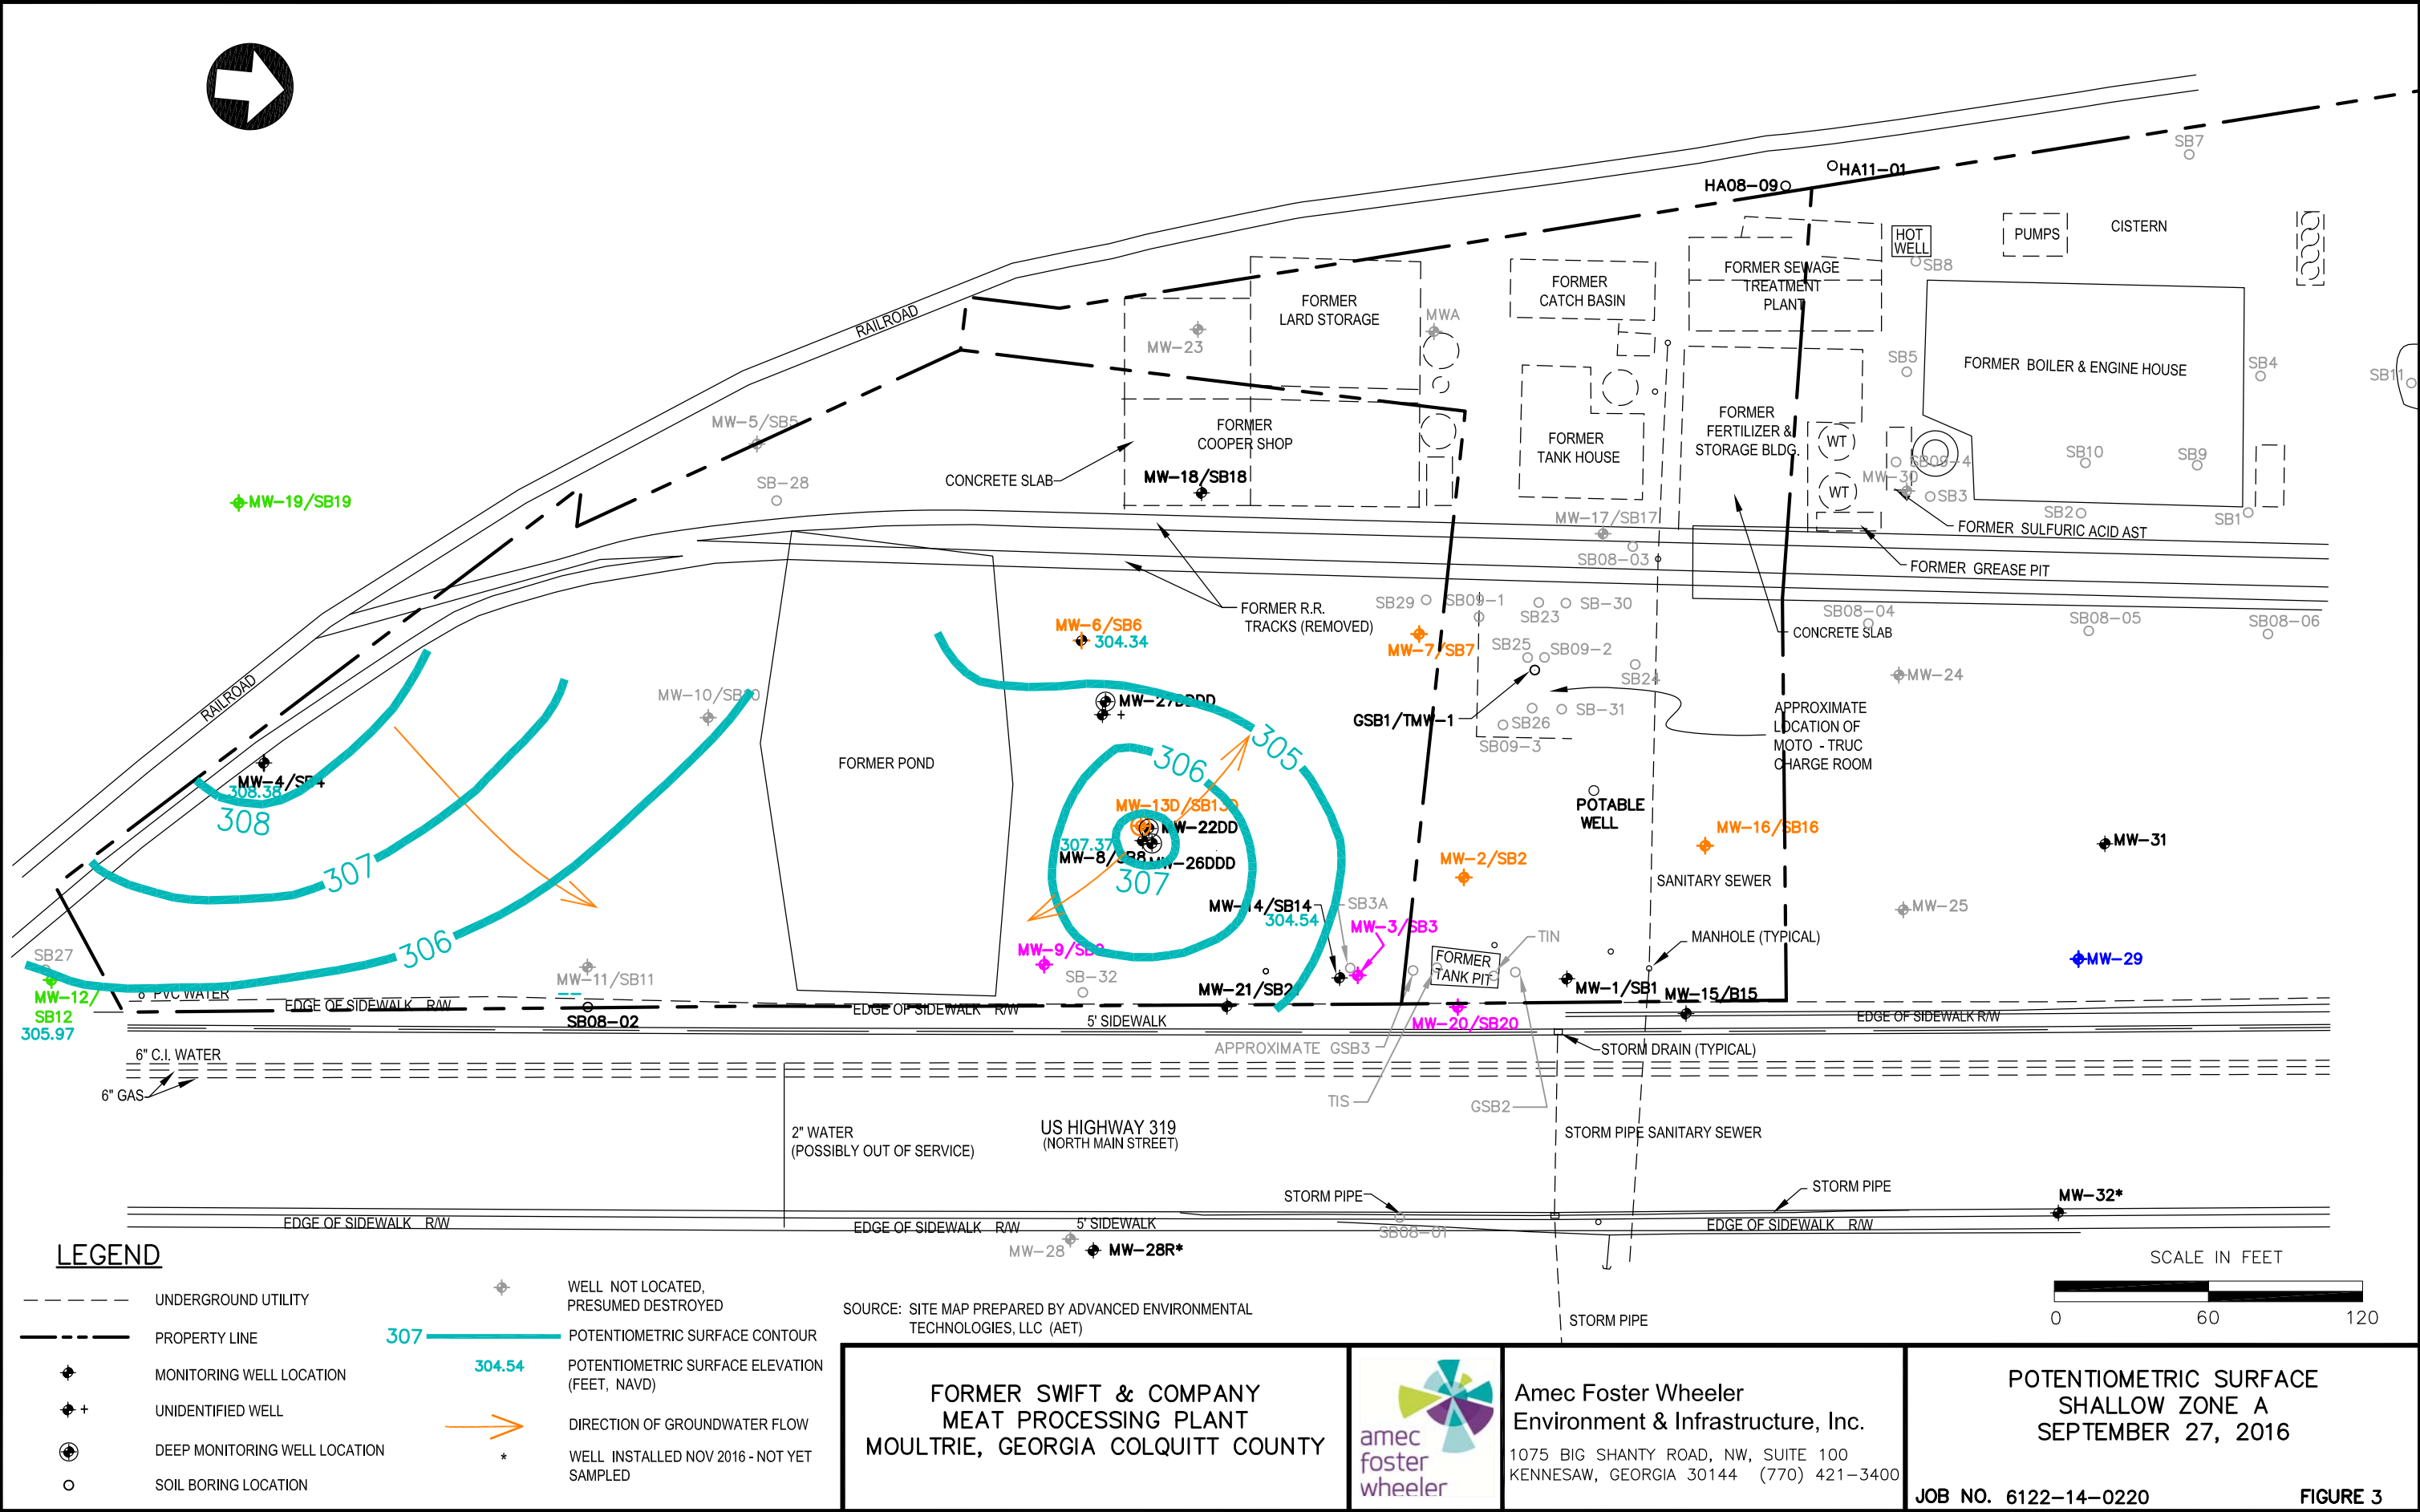 SB7
HA11-01
HA08-09
HOT
WELL
PUMPS
CISTERN
SB8
FORMER
CATCH BASIN
FORMER SEWAGE
TREATMENT
PLANT
FORMER
LARD STORAGE
RAILROAD
MWA
MW-23
SB5
FORMER BOILER & ENGINE HOUSE
SB4
SB11
MW-5/SB5
FORMER
COOPER SHOP
FORMER
TANK HOUSE
FORMER
FERTILIZER &
STORAGE BLDG.
WT
SB10
SB9
SB09-4
MW-30
SB-28
CONCRETE SLAB
MW-18/SB18
WT
SB3
MW-19/SB19
SB2
SB1
MW-17/SB17
FORMER SULFURIC ACID AST
SB08-03
FORMER GREASE PIT
FORMER R.R.
TRACKS (REMOVED)
SB29
SB09-1
SB23
SB-30
SB08-04
SB08-05
SB08-06
CONCRETE SLAB
MW-6/SB6
304.34
MW-7/SB7
SB25
SB09-2
SB24
MW-24
RAILROAD
MW-10/SB10
MW-27DDDD
+
GSB1/TMW-1
SB26
SB-31
SB09-3
APPROXIMATE
LOCATION OF
MOTO - TRUC
CHARGE ROOM
305
306
FORMER POND
MW-4/SB4
308.38
308
MW-13D/SB13D
MW-22DD
307.37
MW-8/SB8
MW-26DDD
307
POTABLE
WELL
MW-16/SB16
MW-31
MW-2/SB2
SANITARY SEWER
307
MW-14/SB14
304.54
SB3A
MW-3/SB3
MW-25
TIN
MANHOLE (TYPICAL)
306
SB27
MW-9/SB9
FORMER
TANK PIT
MW-29
MW-11/SB11
SB-32
MW-21/SB21
MW-1/SB1
MW-15/B15
MW-12/
SB12
305.97
8" PVC WATER
EDGE OF SIDEWALK R/W
SB08-02
EDGE OF SIDEWALK R/W
5' SIDEWALK
MW-20/SB20
EDGE OF SIDEWALK R/W
APPROXIMATE GSB3
STORM DRAIN (TYPICAL)
6" C.I. WATER
6" GAS
TIS
GSB2
2" WATER
(POSSIBLY OUT OF SERVICE)
US HIGHWAY 319
(NORTH MAIN STREET)
STORM PIPE
SANITARY SEWER
STORM PIPE
STORM PIPE
MW-32*
EDGE OF SIDEWALK R/W
EDGE OF SIDEWALK R/W
5' SIDEWALK
SB08-01
EDGE OF SIDEWALK R/W
MW-28
MW-28R*
STORM PIPE
SCALE IN FEET
0
60
120
LEGEND
UNDERGROUND UTILITY
PROPERTY LINE
MONITORING WELL LOCATION
+
UNIDENTIFIED WELL
DEEP MONITORING WELL LOCATION
SOIL BORING LOCATION
WELL NOT LOCATED,
PRESUMED DESTROYED
307
POTENTIOMETRIC SURFACE CONTOUR
304.54
POTENTIOMETRIC SURFACE ELEVATION
(FEET, NAVD)
DIRECTION OF GROUNDWATER FLOW
*
WELL INSTALLED NOV 2016 - NOT YET
SAMPLED
SOURCE: SITE MAP PREPARED BY ADVANCED ENVIRONMENTAL
TECHNOLOGIES, LLC (AET)
FORMER SWIFT & COMPANY
MEAT PROCESSING PLANT
MOULTRIE, GEORGIA COLQUITT COUNTY
amec
foster
wheeler
Amec Foster Wheeler
Environment & Infrastructure, Inc.
1075 BIG SHANTY ROAD, NW, SUITE 100
KENNESAW, GEORGIA 30144 (770) 421-3400
POTENTIOMETRIC SURFACE
SHALLOW ZONE A
SEPTEMBER 27, 2016
JOB NO. 6122-14-0220
FIGURE 3